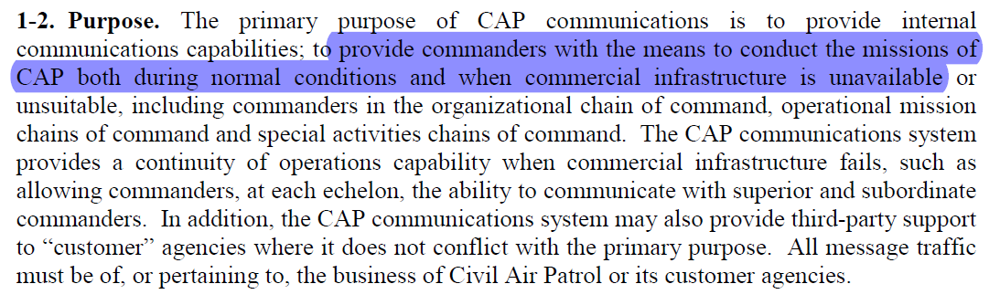 1-2. Purpose. The primary purpose of CAP communications is to provide internal
communications capabilities; to provide commanders with the means to conduct the missions of
CAP both during normal conditions and when commercial infrastructure is unavailable or
unsuitable, including commanders in the organizational chain of command, operational mission
chains of command and special activities chains of command. The CAP communications system
provides a continuity of operations capability when commercial infrastructure fails, such as
allowing commanders, at each echelon, the ability to communicate with superior and subordinate
commanders. In addition, the CAP communications system may also provide third-party support
to “customer” agencies where it does not conflict with the primary purpose. All message traffic
must be of, or pertaining to, the business of Civil Air Patrol or its customer agencies.